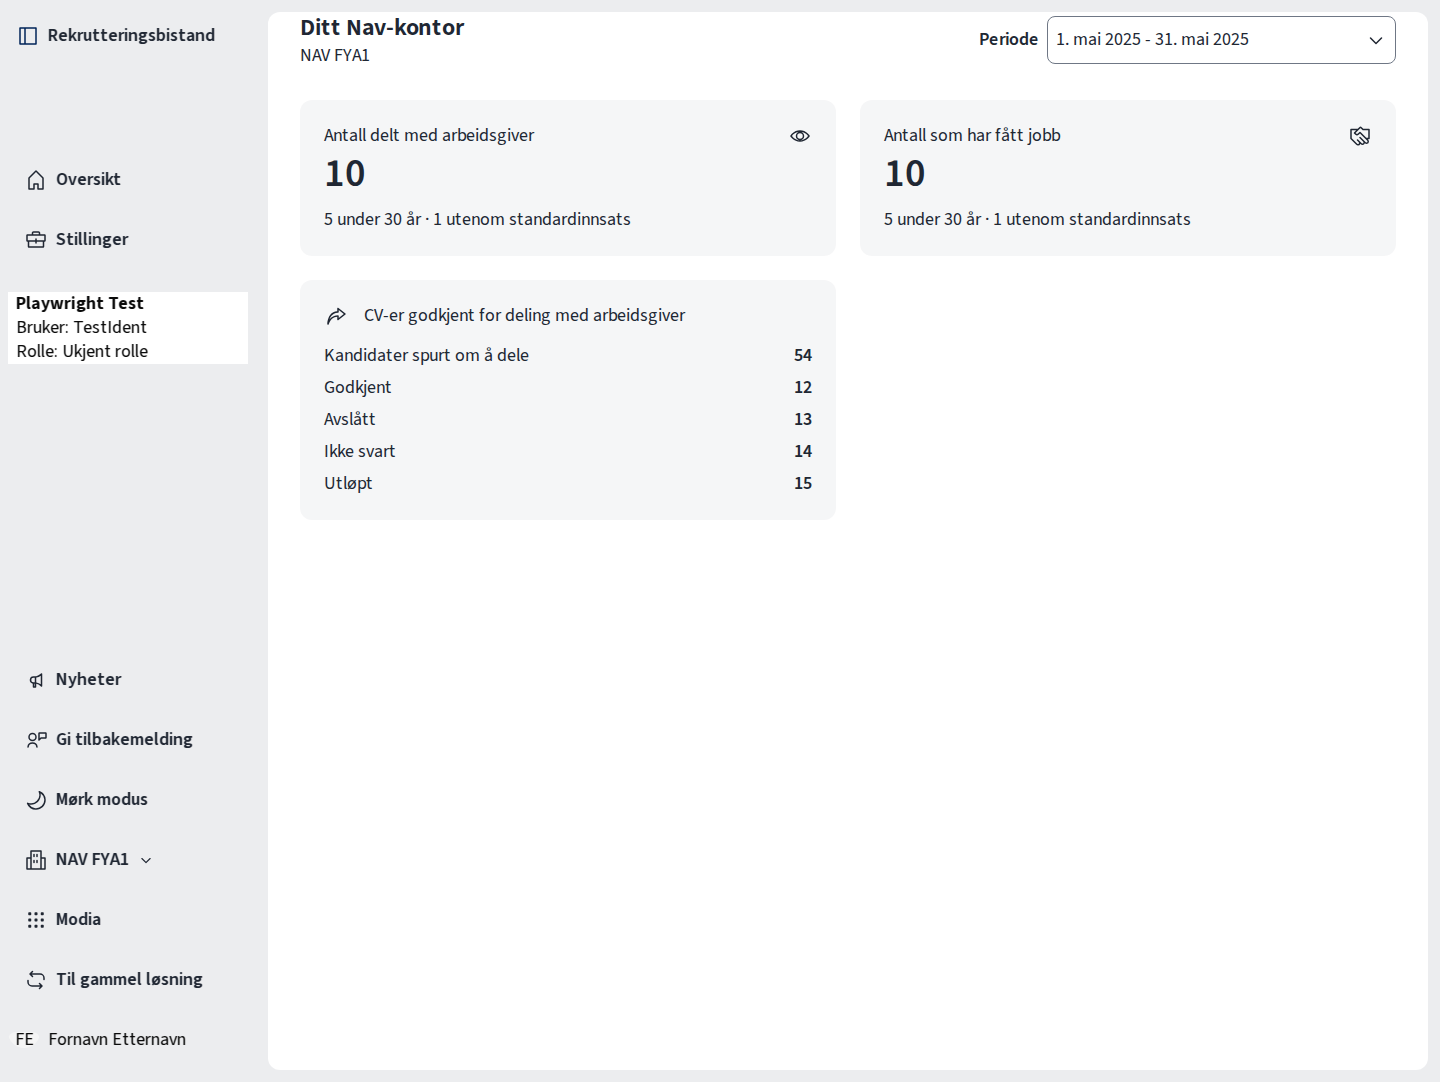 Rekrutteringsbistand
Oversikt
Stillinger
Playwright Test
Bruker: TestIdent
Rolle: Ukjent rolle
Nyheter
Gi tilbakemelding
Mørk modus
NAV FYA1
Modia
Til gammel løsning
FE Fornavn Etternavn
Ditt Nav-kontor
NAV FYA1
Periode 1. mai 2025 - 31. mai 2025
Antall delt med arbeidsgiver
10
5 under 30 år · 1 utenom standardinnsats
Antall som har fått jobb
10
5 under 30 år · 1 utenom standardinnsats
CV-er godkjent for deling med arbeidsgiver
Kandidater spurt om å dele 54
Godkjent 12
Avslått 13
Ikke svart 14
Utløpt 15